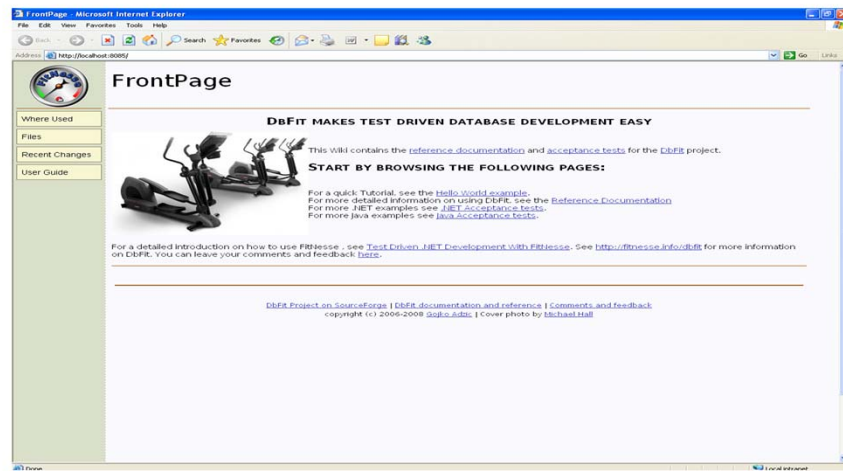 FrontPage - Microsoft Internet Explorer
File Edit View Favorites Tools Help
Back Search Favorites
Address http://localhost:8085/ Go Links
FitNesse
FrontPage
Where Used
Files
Recent Changes
User Guide
DbFit makes test driven database development easy
This Wiki contains the reference documentation and acceptance tests for the DbFit project.
Start by browsing the following pages:
For a quick Tutorial, see the Hello World example.
For more detailed information on using DbFit, see the Reference Documentation
For more .NET examples see .NET Acceptance tests.
For more Java examples see Java Acceptance tests.
For a detailed introduction on how to use FitNesse , see Test Driven .NET Development With FitNesse. See http://fitnesse.info/dbfit for more information
on DbFit. You can leave your comments and feedback here.
DbFit Project on SourceForge | DbFit documentation and reference | Comments and feedback
copyright (c) 2006-2008 Gojko Adzic | Cover photo by Michael Hall
Done Local intranet